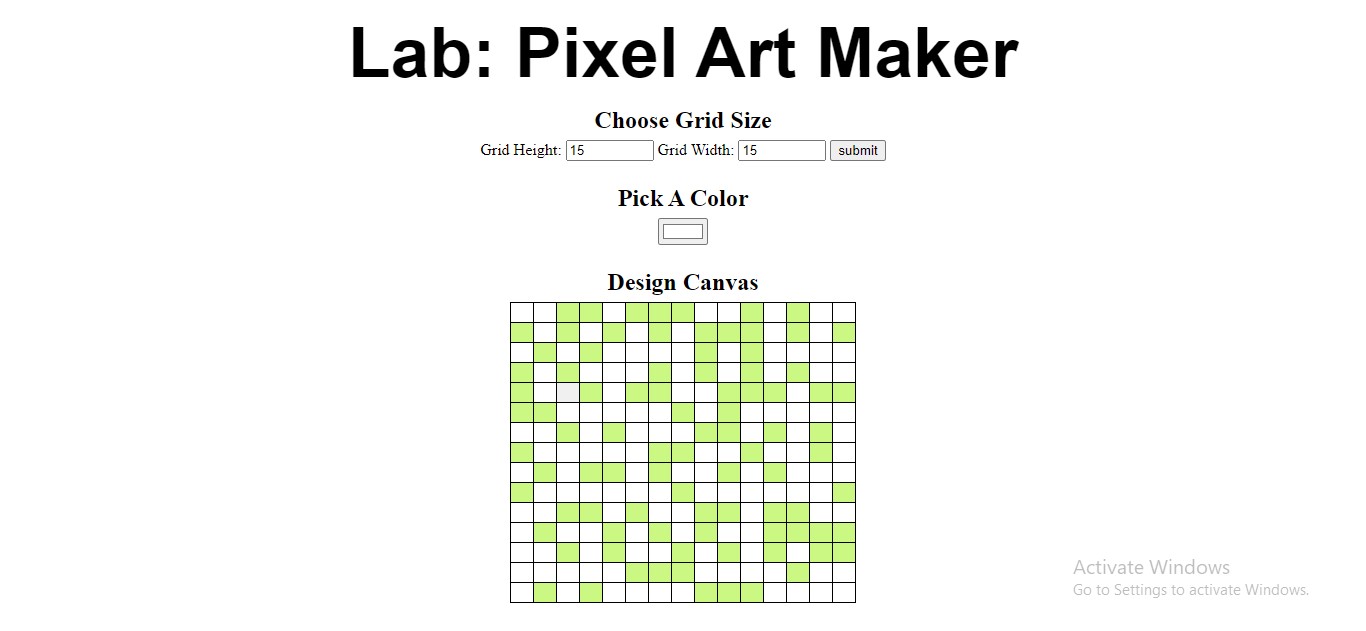 Lab: Pixel Art Maker
Choose Grid Size
Grid Height: 15 Grid Width: 15 submit
Pick A Color
Design Canvas
Activate Windows
Go to Settings to activate Windows.